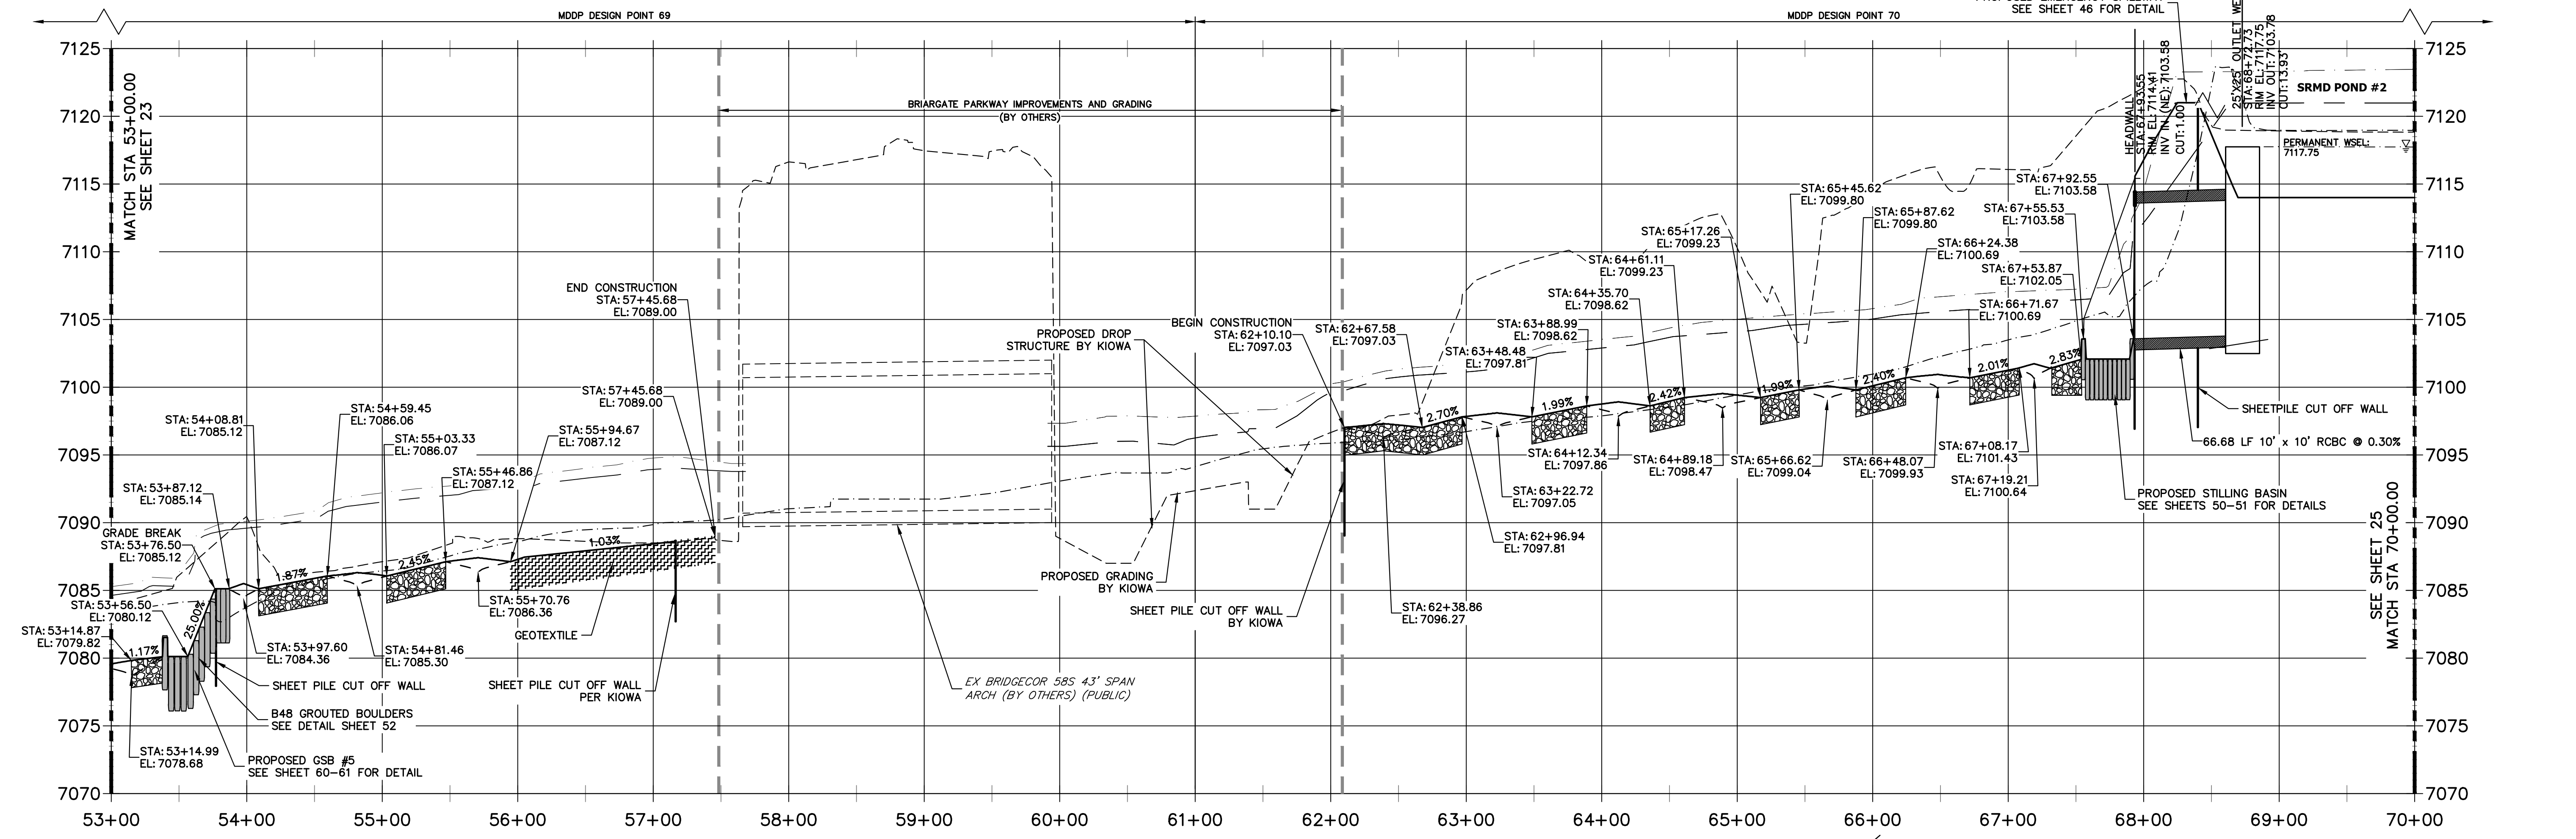 MDDP DESIGN POINT 69
MDDP DESIGN POINT 70
SEE SHEET 46 FOR DETAIL
7125
7120
7115
7110
7105
7100
7095
7090
7085
7080
7075
7070
MATCH STA 53+00.00
SEE SHEET 23
BRIARGATE PARKWAY IMPROVEMENTS AND GRADING
(BY OTHERS)
STA: 53+14.87
EL: 7079.82
STA: 53+14.99
EL: 7078.68
1.17%
STA: 53+56.50
EL: 7080.12
25.00%
GRADE BREAK
STA: 53+76.50
EL: 7085.12
STA: 53+87.12
EL: 7085.14
STA: 53+97.60
EL: 7084.36
STA: 54+08.81
EL: 7085.12
1.87%
STA: 54+59.45
EL: 7086.06
STA: 54+81.46
EL: 7085.30
STA: 55+03.33
EL: 7086.07
2.45%
STA: 55+46.86
EL: 7087.12
STA: 55+70.76
EL: 7086.36
STA: 55+94.67
EL: 7087.12
1.03%
GEOTEXTILE
SHEET PILE CUT OFF WALL
B48 GROUTED BOULDERS
SEE DETAIL SHEET 52
PROPOSED GSB #5
SEE SHEET 60-61 FOR DETAIL
END CONSTRUCTION
STA: 57+45.68
EL: 7089.00
STA: 57+45.68
EL: 7089.00
SHEET PILE CUT OFF WALL
PER KIOWA
EX BRIDGECOR 58S 43' SPAN
ARCH (BY OTHERS) (PUBLIC)
PROPOSED DROP
STRUCTURE BY KIOWA
PROPOSED GRADING
BY KIOWA
SHEET PILE CUT OFF WALL
BY KIOWA
BEGIN CONSTRUCTION
STA: 62+10.10
EL: 7097.03
STA: 62+38.86
EL: 7096.27
STA: 62+67.58
EL: 7097.03
2.70%
STA: 62+96.94
EL: 7097.81
STA: 63+22.72
EL: 7097.05
STA: 63+48.48
EL: 7097.81
1.99%
STA: 63+88.99
EL: 7098.62
STA: 64+12.34
EL: 7097.86
STA: 64+35.70
EL: 7098.62
2.42%
STA: 64+61.11
EL: 7099.23
STA: 64+89.18
EL: 7098.47
STA: 65+17.26
EL: 7099.23
1.99%
STA: 65+45.62
EL: 7099.80
STA: 65+66.62
EL: 7099.04
STA: 65+87.62
EL: 7099.80
2.40%
STA: 66+24.38
EL: 7100.69
STA: 66+48.07
EL: 7099.93
STA: 66+71.67
EL: 7100.69
2.01%
STA: 67+08.17
EL: 7101.43
STA: 67+19.21
EL: 7100.64
2.83%
STA: 67+53.87
EL: 7102.05
STA: 67+55.53
EL: 7103.58
STA: 67+92.55
EL: 7103.58
HEADWALL
STA: 67+93.55
RIM EL: 7114.41
INV IN (NE): 7103.58
CUT: 1.00
STA: 68+72.73
RIM EL: 7117.75
INV OUT: 7103.78
CUT: 13.93'
SRMD POND #2
PERMANENT WSEL:
7117.75
SHEETPILE CUT OFF WALL
66.68 LF 10' x 10' RCBC @ 0.30%
PROPOSED STILLING BASIN
SEE SHEETS 50-51 FOR DETAILS
SEE SHEET 25
MATCH STA 70+00.00
7125
7120
7115
7110
7105
7100
7095
7090
7085
7080
7075
7070
53+00
54+00
55+00
56+00
57+00
58+00
59+00
60+00
61+00
62+00
63+00
64+00
65+00
66+00
67+00
68+00
69+00
70+00